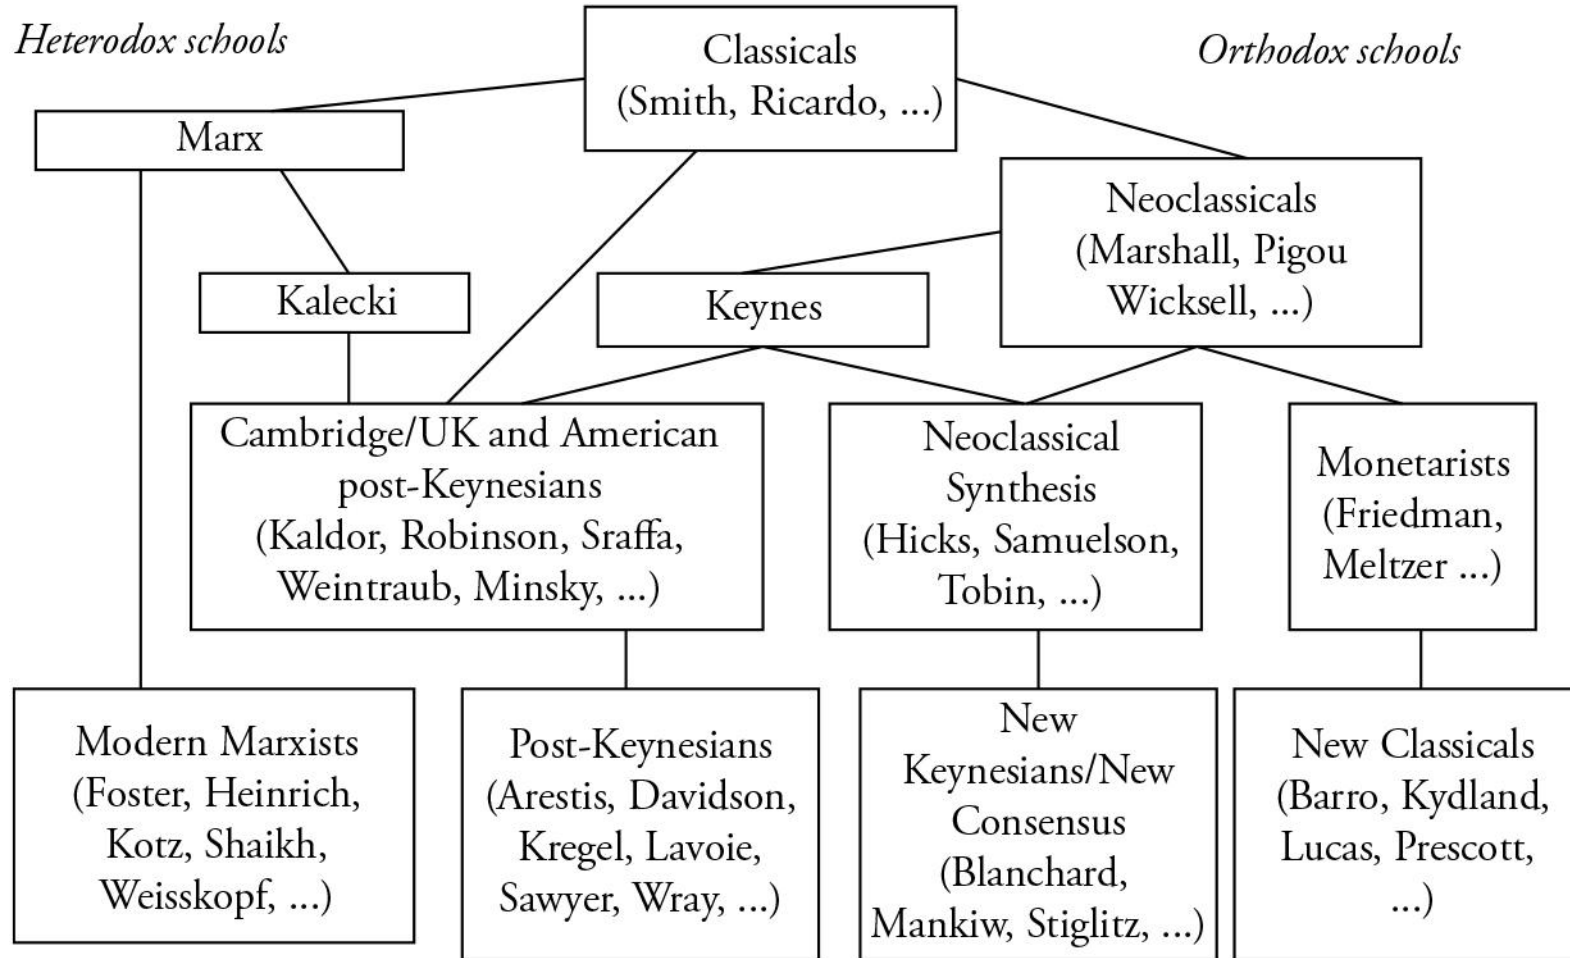 Heterodox schools
Orthodox schools
Classicals
(Smith, Ricardo, ...)
Marx
Neoclassicals
(Marshall, Pigou
Wicksell, ...)
Kalecki
Keynes
Cambridge/UK and American
post-Keynesians
(Kaldor, Robinson, Sraffa,
Weintraub, Minsky, ...)
Neoclassical
Synthesis
(Hicks, Samuelson,
Tobin, ...)
Monetarists
(Friedman,
Meltzer ...)
Modern Marxists
(Foster, Heinrich,
Kotz, Shaikh,
Weisskopf, ...)
Post-Keynesians
(Arestis, Davidson,
Kregel, Lavoie,
Sawyer, Wray, ...)
New
Keynesians/New
Consensus
(Blanchard,
Mankiw, Stiglitz, ...)
New Classicals
(Barro, Kydland,
Lucas, Prescott,
...)